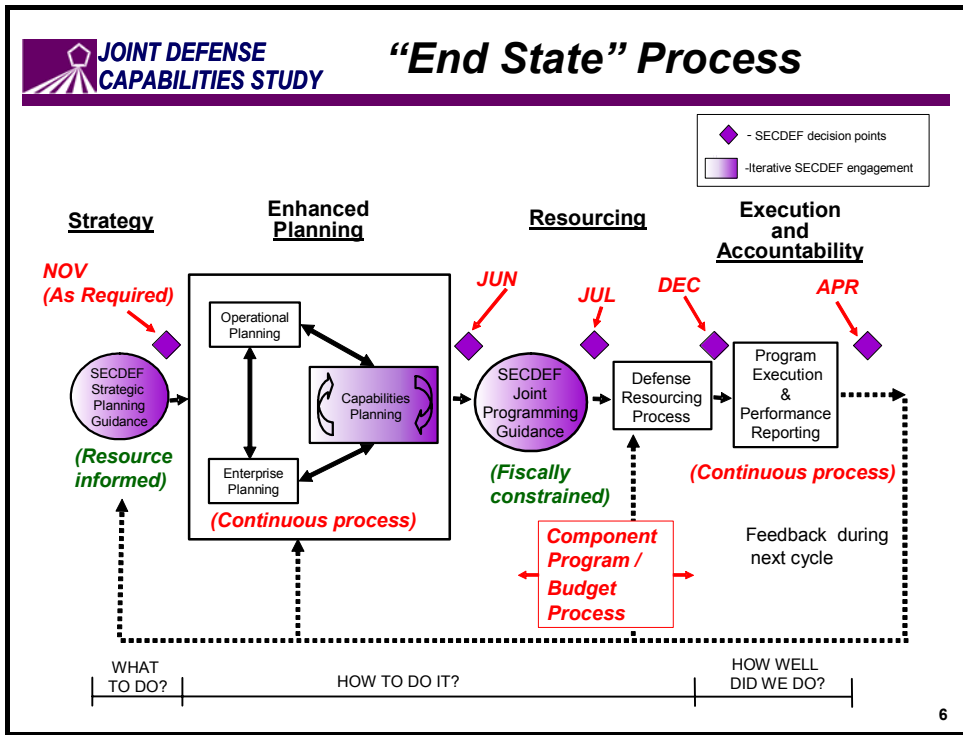 JOINT DEFENSE
CAPABILITIES STUDY
“End State” Process
- SECDEF decision points
-Iterative SECDEF engagement
Strategy
Enhanced
Planning
Resourcing
Execution
and
Accountability
NOV
(As Required)
JUN
JUL
DEC
APR
SECDEF
Strategic
Planning
Guidance
Operational
Planning
Capabilities
Planning
Enterprise
Planning
SECDEF
Joint
Programming
Guidance
Defense
Resourcing
Process
Program
Execution
&
Performance
Reporting
(Resource
informed)
(Continuous process)
(Fiscally
constrained)
(Continuous process)
Component
Program /
Budget
Process
Feedback during
next cycle
WHAT
TO DO?
HOW TO DO IT?
HOW WELL
DID WE DO?
6